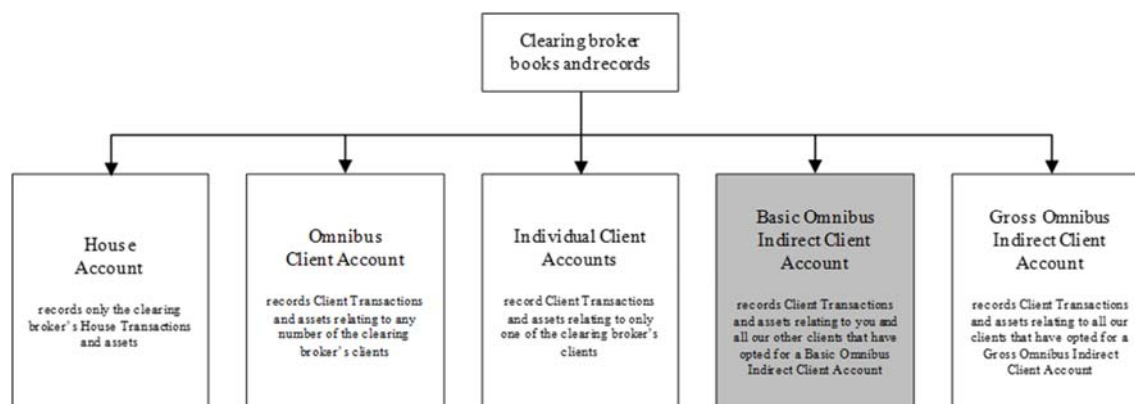 Clearing broker
books and records
House
Account
records only the clearing
broker's House Transactions
and assets
Omnibus
Client Account
records Client Transactions
and assets relating to any
number of the clearing
broker's clients
Individual Client
Accounts
record Client Transactions
and assets relating to only
one of the clearing broker's
clients
Basic Omnibus
Indirect Client
Account
records Client Transactions
and assets relating to you and
all our other clients that have
opted for a Basic Omnibus
Indirect Client Account
Gross Omnibus
Indirect Client
Account
records Client Transactions
and assets relating to all our
clients that have opted for a
Gross Omnibus Indirect
Client Account